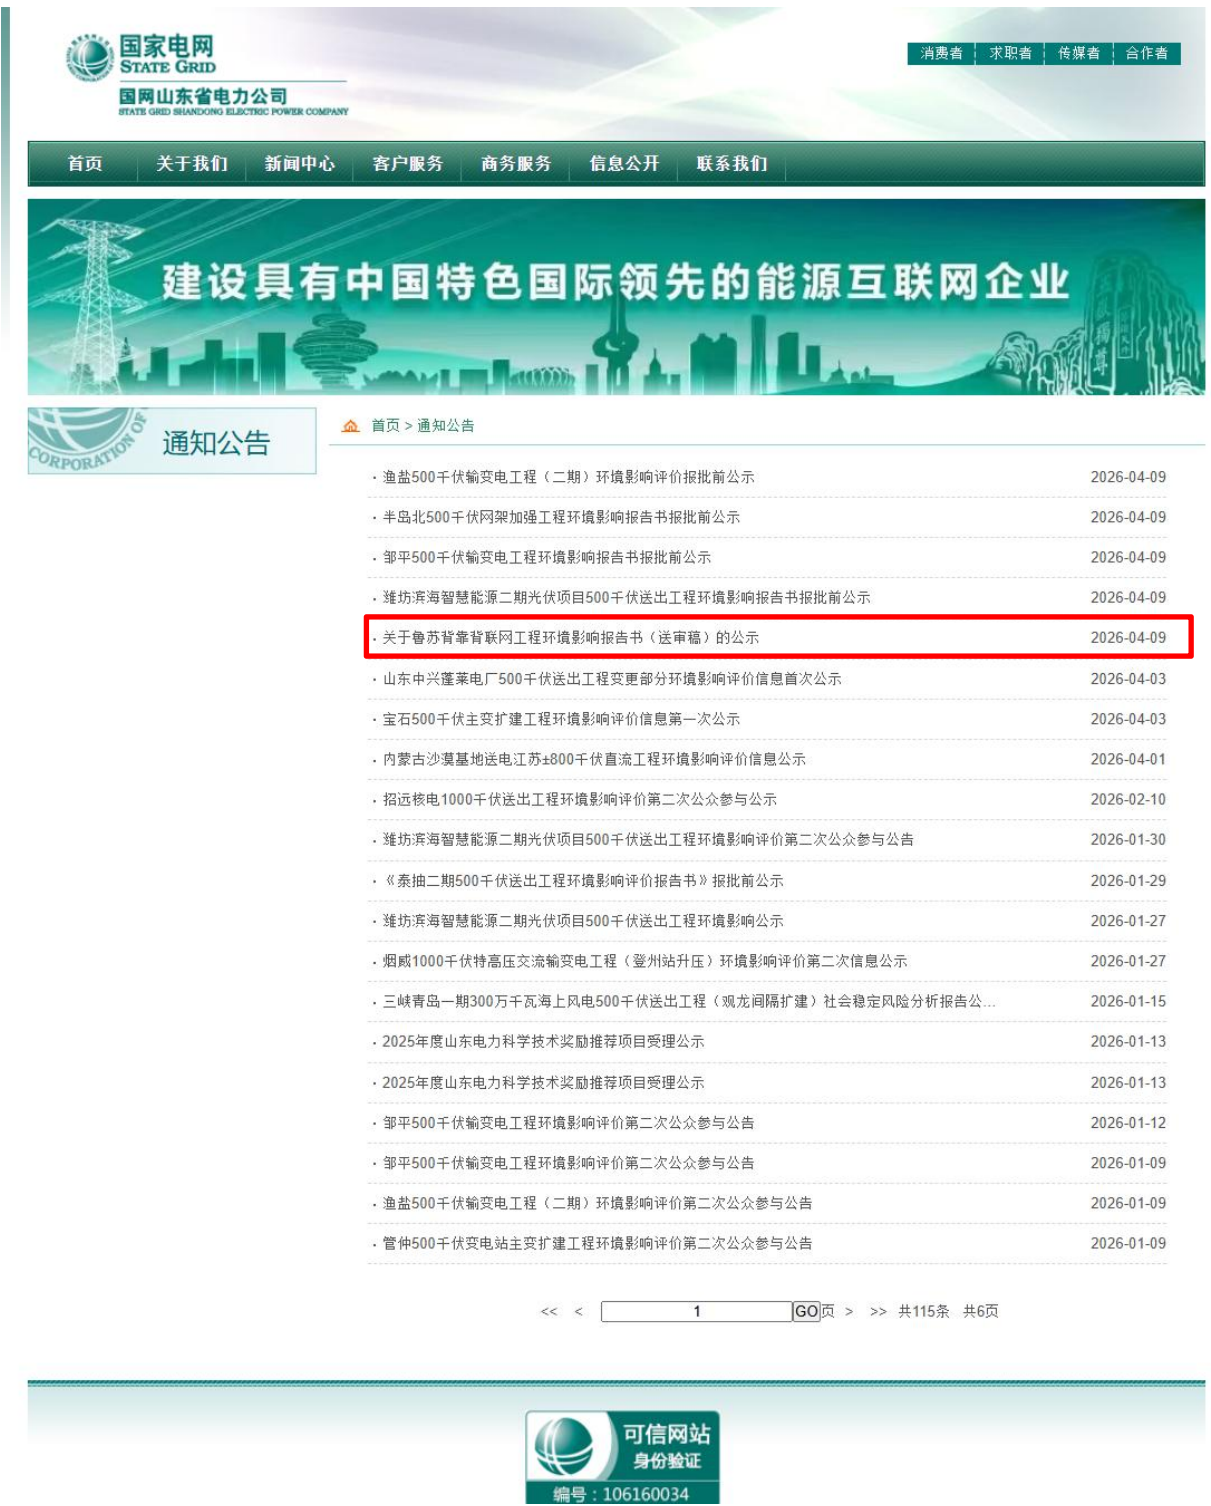 国家电网
STATE GRID
国网山东省电力公司
STATE GRID SHANDONG ELECTRIC POWER COMPANY
消费者 求职者 传媒者 合作者
首页 关于我们 新闻中心 客户服务 商务服务 信息公开 联系我们
建设具有中国特色国际领先的能源互联网企业
CORPORATION OF
通知公告
首页 > 通知公告
· 渔盐500千伏输变电工程（二期）环境影响评价报批前公示 2026-04-09
· 半岛北500千伏网架加强工程环境影响报告书报批前公示 2026-04-09
· 邹平500千伏输变电工程环境影响报告书报批前公示 2026-04-09
· 潍坊滨海智慧能源二期光伏项目500千伏送出工程环境影响报告书报批前公示 2026-04-09
· 关于鲁苏背靠背联网工程环境影响报告书（送审稿）的公示 2026-04-09
· 山东中兴蓬莱电厂500千伏送出工程变更部分环境影响评价信息首次公示 2026-04-03
· 宝石500千伏主变扩建工程环境影响评价信息第一次公示 2026-04-03
· 内蒙古沙漠基地送电江苏±800千伏直流工程环境影响评价信息公示 2026-04-01
· 招远核电1000千伏送出工程环境影响评价第二次公众参与公示 2026-02-10
· 潍坊滨海智慧能源二期光伏项目500千伏送出工程环境影响评价第二次公众参与公告 2026-01-30
· 《泰抽二期500千伏送出工程环境影响评价报告书》报批前公示 2026-01-29
· 潍坊滨海智慧能源二期光伏项目500千伏送出工程环境影响公示 2026-01-27
· 烟威1000千伏特高压交流输变电工程（登州站升压）环境影响评价第二次信息公示 2026-01-27
· 三峡青岛一期300万千瓦海上风电500千伏送出工程（观龙间隔扩建）社会稳定风险分析报告公... 2026-01-15
· 2025年度山东电力科学技术奖励推荐项目受理公示 2026-01-13
· 2025年度山东电力科学技术奖励推荐项目受理公示 2026-01-13
· 邹平500千伏输变电工程环境影响评价第二次公众参与公告 2026-01-12
· 邹平500千伏输变电工程环境影响评价第二次公众参与公告 2026-01-09
· 渔盐500千伏输变电工程（二期）环境影响评价第二次公众参与公告 2026-01-09
· 管仲500千伏变电站主变扩建工程环境影响评价第二次公众参与公告 2026-01-09
<< < 1 GO页 > >> 共115条 共6页
可信网站
身份验证
编号：106160034